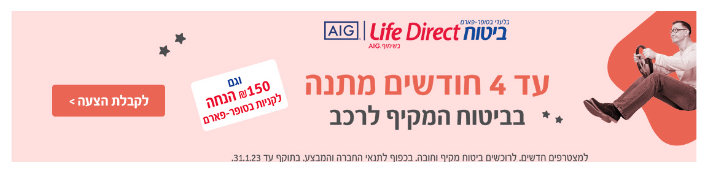 בלעדי בסופר-פארם
ביטוח Life Direct AIG
בשיתוף AIG
עד 4 חודשים מתנה
בביטוח המקיף לרכב
וגם
₪150 הנחה
לקניות בסופר-פארם
לקבלת הצעה >
למצטרפים חדשים. לרוכשים ביטוח מקיף וחובה. בכפוף לתנאי החברה והמבצע. בתוקף עד 31.1.23.